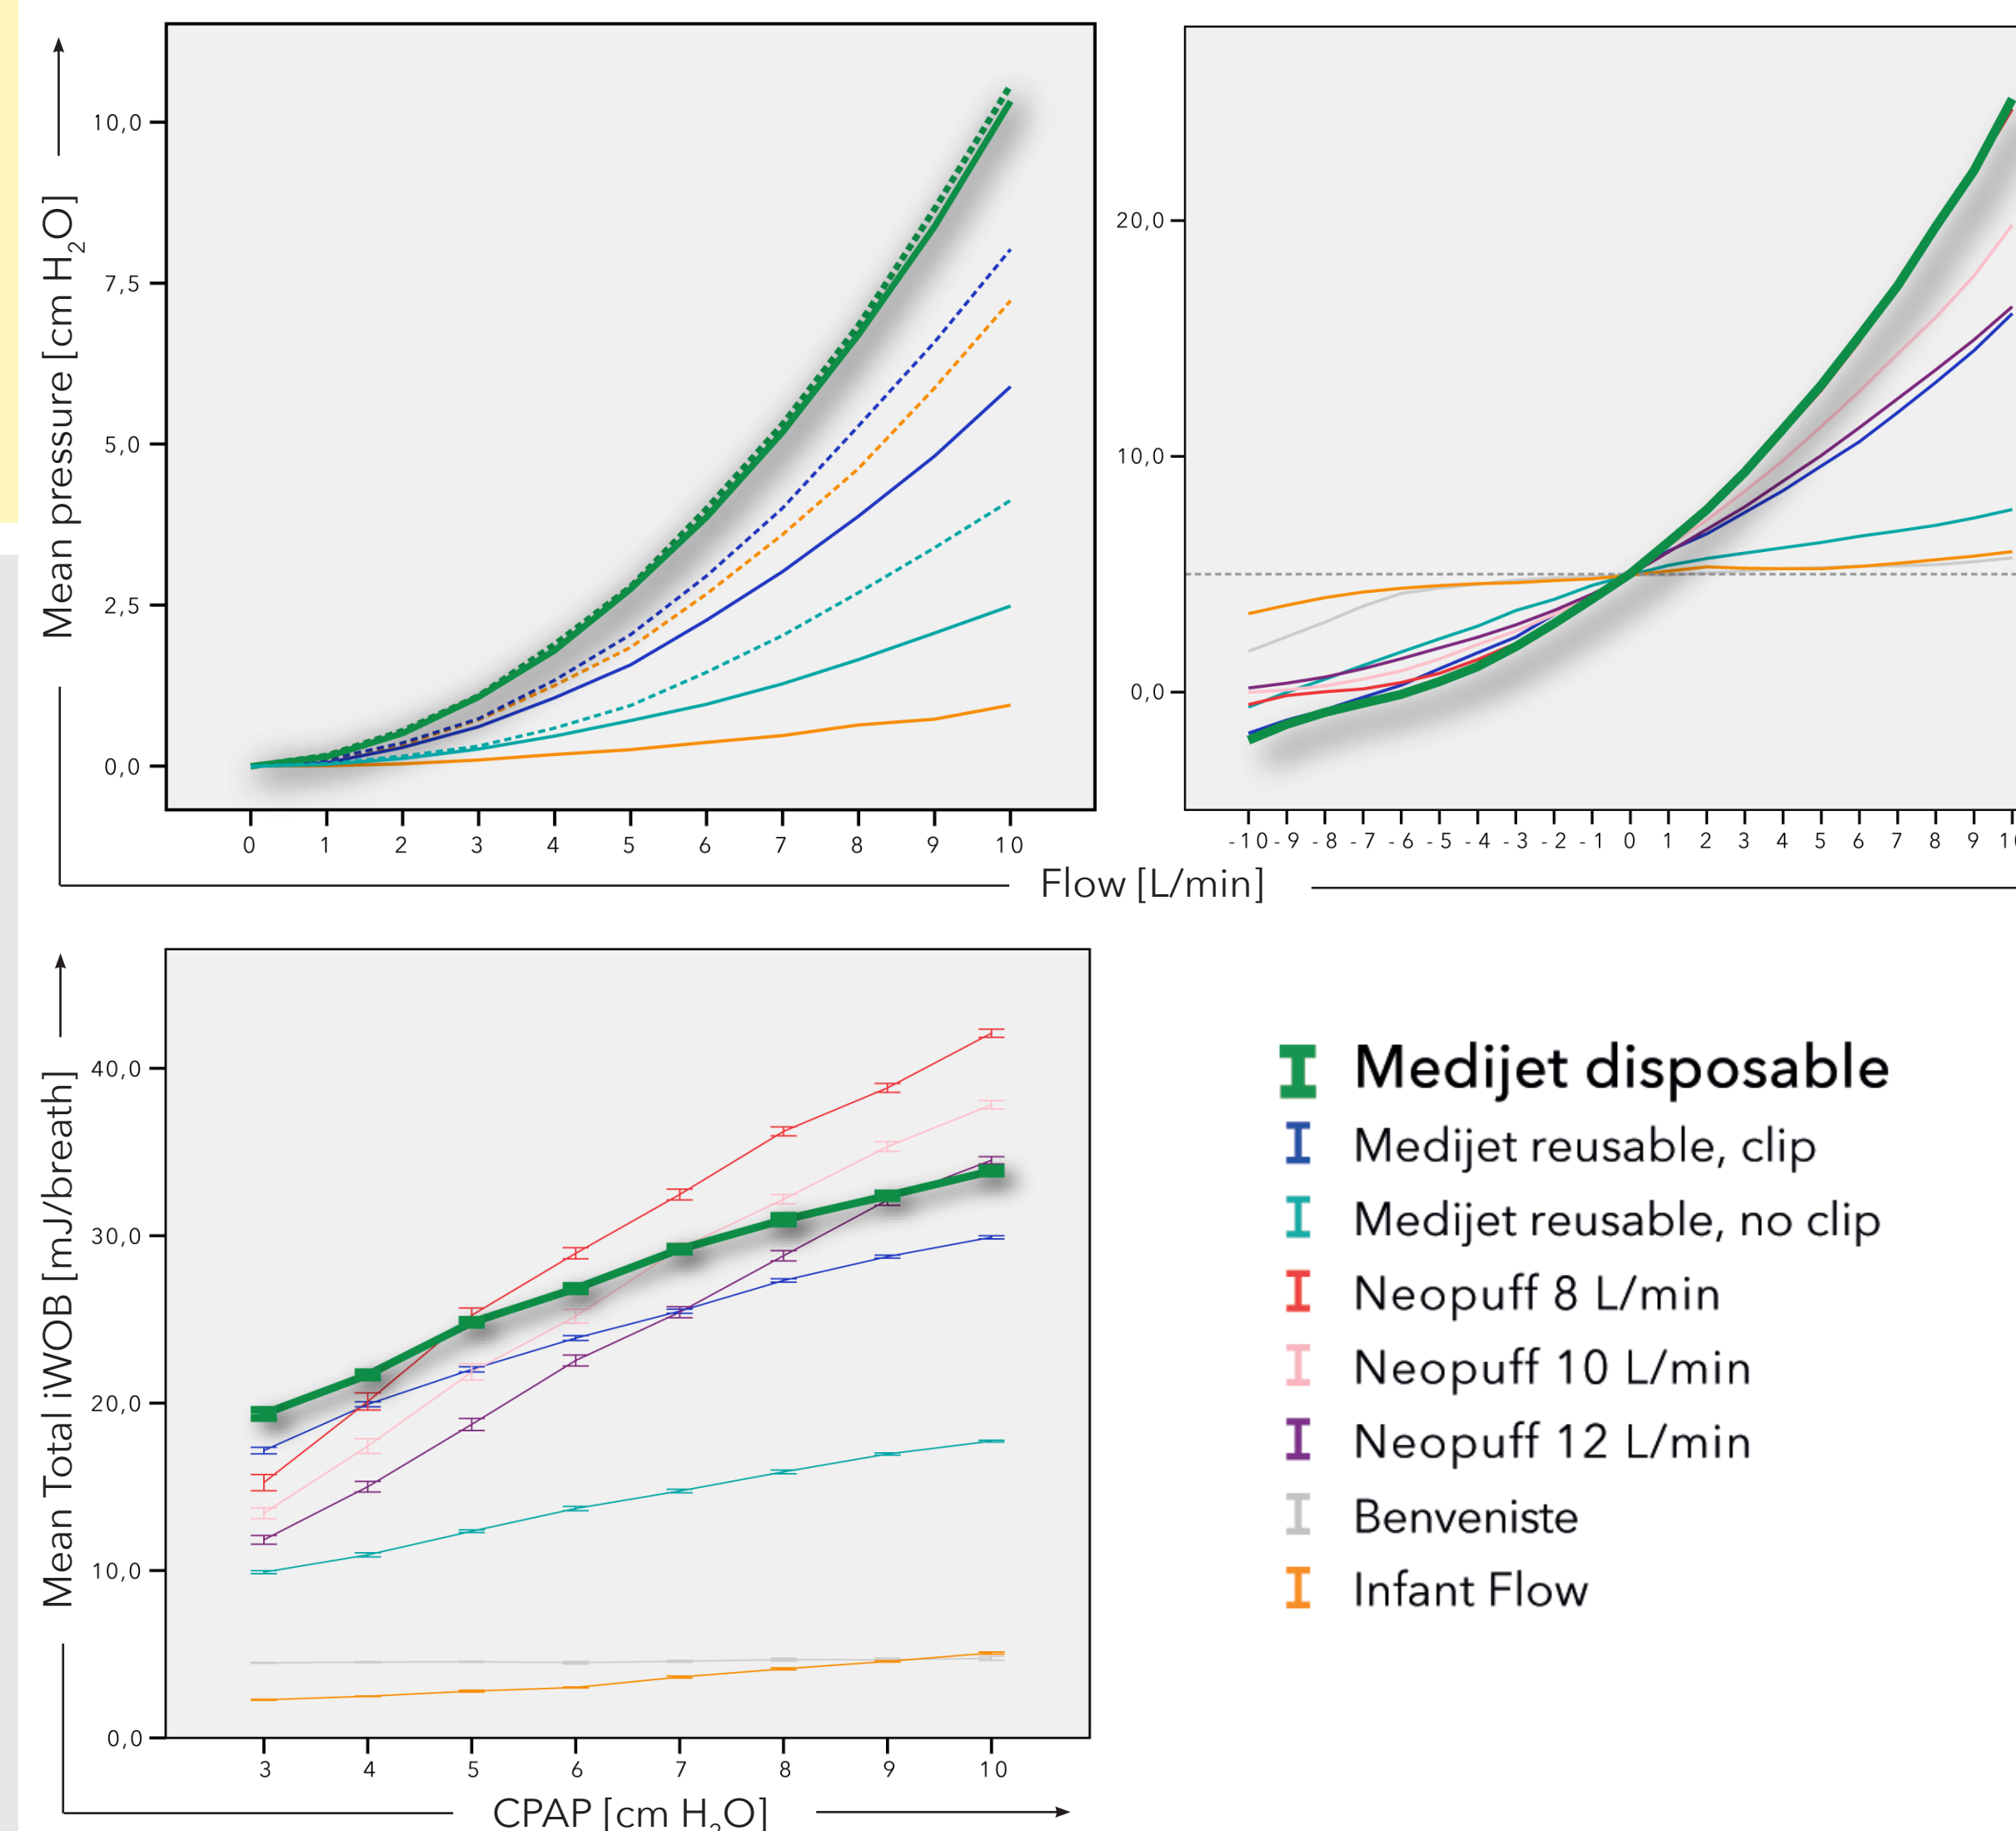 Mean pressure [cm H₂O]
10,0
7,5
5,0
2,5
0,0
0 1 2 3 4 5 6 7 8 9 10
20,0
10,0
0,0
-10 -9 -8 -7 -6 -5 -4 -3 -2 -1 0 1 2 3 4 5 6 7 8 9 10
Flow [L/min]
Mean Total iWOB [mJ/breath]
40,0
30,0
20,0
10,0
0,0
3 4 5 6 7 8 9 10
CPAP [cm H₂O]
Medijet disposable
Medijet reusable, clip
Medijet reusable, no clip
Neopuff 8 L/min
Neopuff 10 L/min
Neopuff 12 L/min
Benveniste
Infant Flow